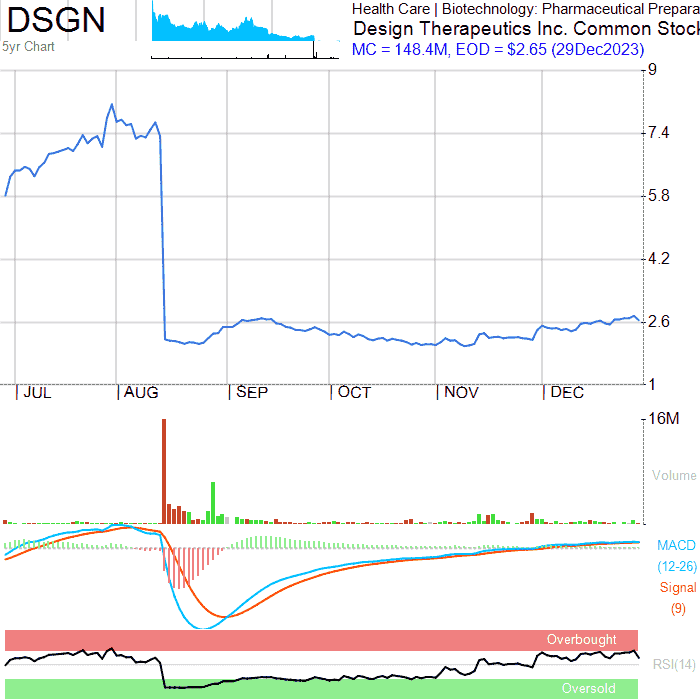 DSGN
5yr Chart
Health Care | Biotechnology: Pharmaceutical Prepara
Design Therapeutics Inc. Common Stock
MC = 148.4M, EOD = $2.65 (29Dec2023)
9
7.4
5.8
4.2
2.6
1
JUL AUG SEP OCT NOV DEC
16M
Volume
MACD
(12-26)
Signal
(9)
Overbought
RSI(14)
Oversold